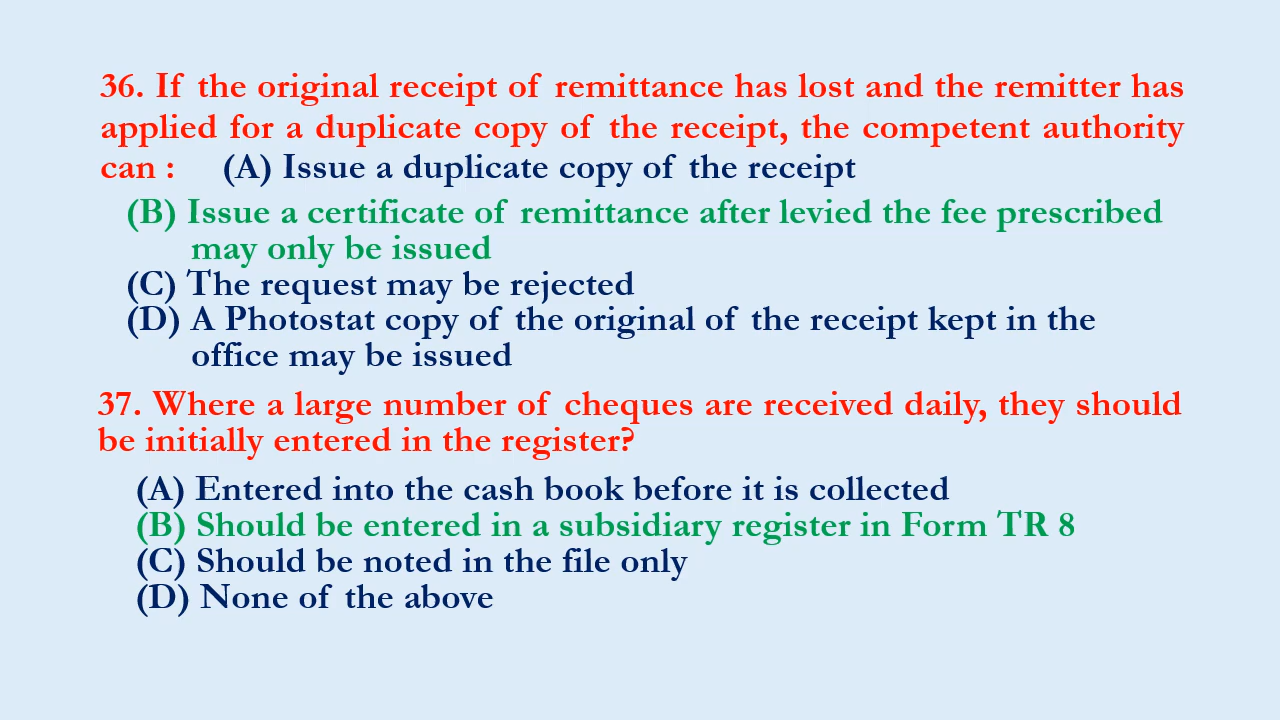 36. If the original receipt of remittance has lost and the remitter has
applied for a duplicate copy of the receipt, the competent authority
can : (A) Issue a duplicate copy of the receipt
(B) Issue a certificate of remittance after levied the fee prescribed
may only be issued
(C) The request may be rejected
(D) A Photostat copy of the original of the receipt kept in the
office may be issued
37. Where a large number of cheques are received daily, they should
be initially entered in the register?
(A) Entered into the cash book before it is collected
(B) Should be entered in a subsidiary register in Form TR 8
(C) Should be noted in the file only
(D) None of the above